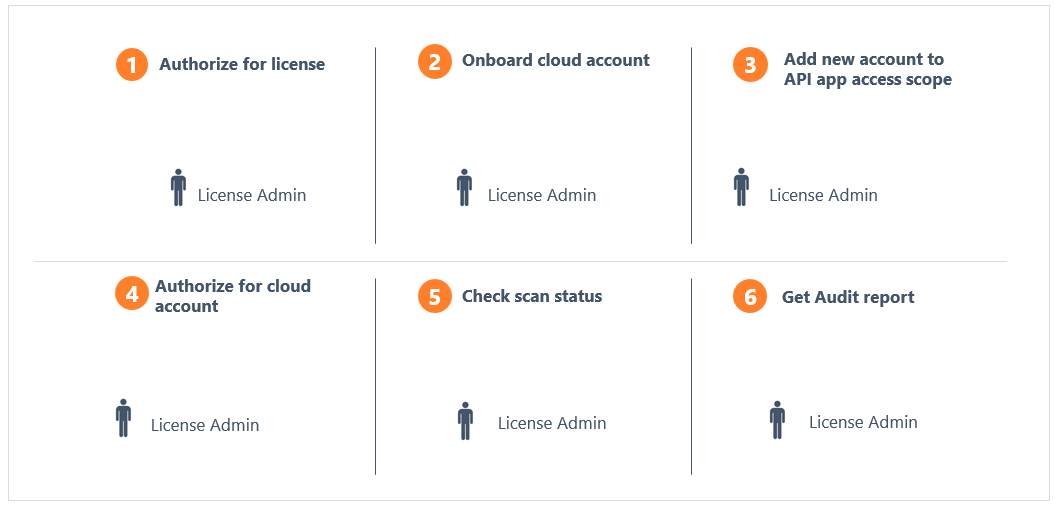 1 Authorize for license
License Admin
2 Onboard cloud account
License Admin
3 Add new account to
API app access scope
License Admin
4 Authorize for cloud
account
License Admin
5 Check scan status
License Admin
6 Get Audit report
License Admin